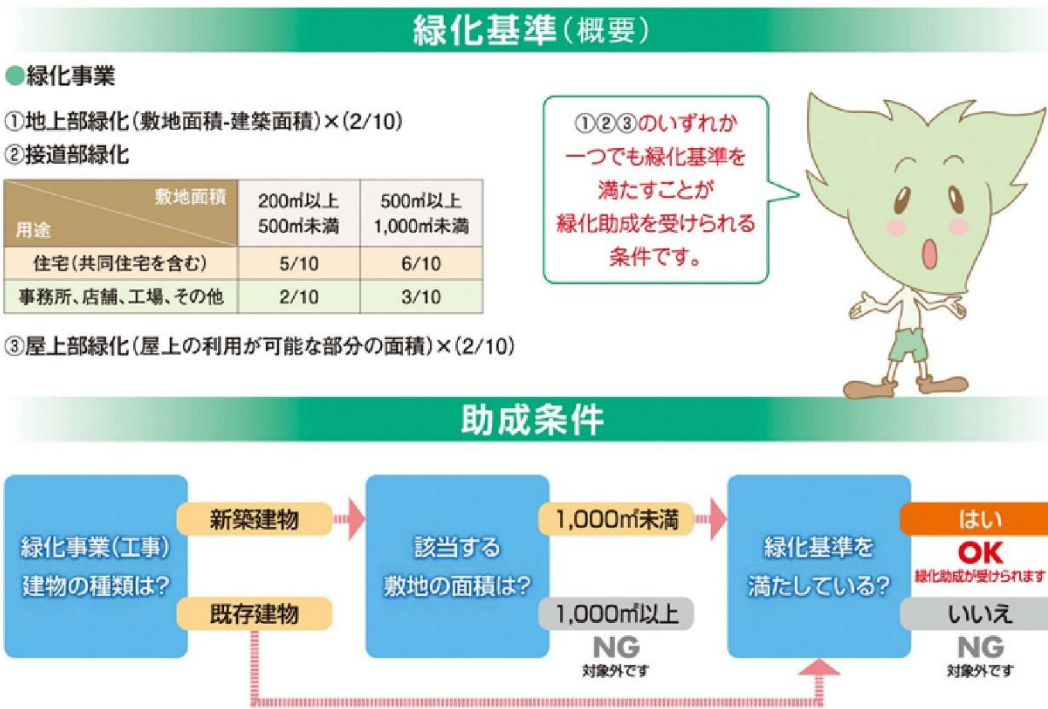 緑化基準(概要)
●緑化事業
①地上部緑化(敷地面積-建築面積)×(2/10)
②接道部緑化
敷地面積
用途
200㎡以上
500㎡未満
500㎡以上
1,000㎡未満
住宅(共同住宅を含む)
5/10
6/10
事務所、店舗、工場、その他
2/10
3/10
③屋上部緑化(屋上の利用が可能な部分の面積)×(2/10)
①②③のいずれか
一つでも緑化基準を
満たすことが
緑化助成を受けられる
条件です。
助成条件
緑化事業(工事)
建物の種類は?
新築建物
既存建物
該当する
敷地の面積は?
1,000㎡未満
1,000㎡以上
NG
対象外です
緑化基準を
満たしている?
はい
OK
緑化助成が受けられます
いいえ
NG
対象外です